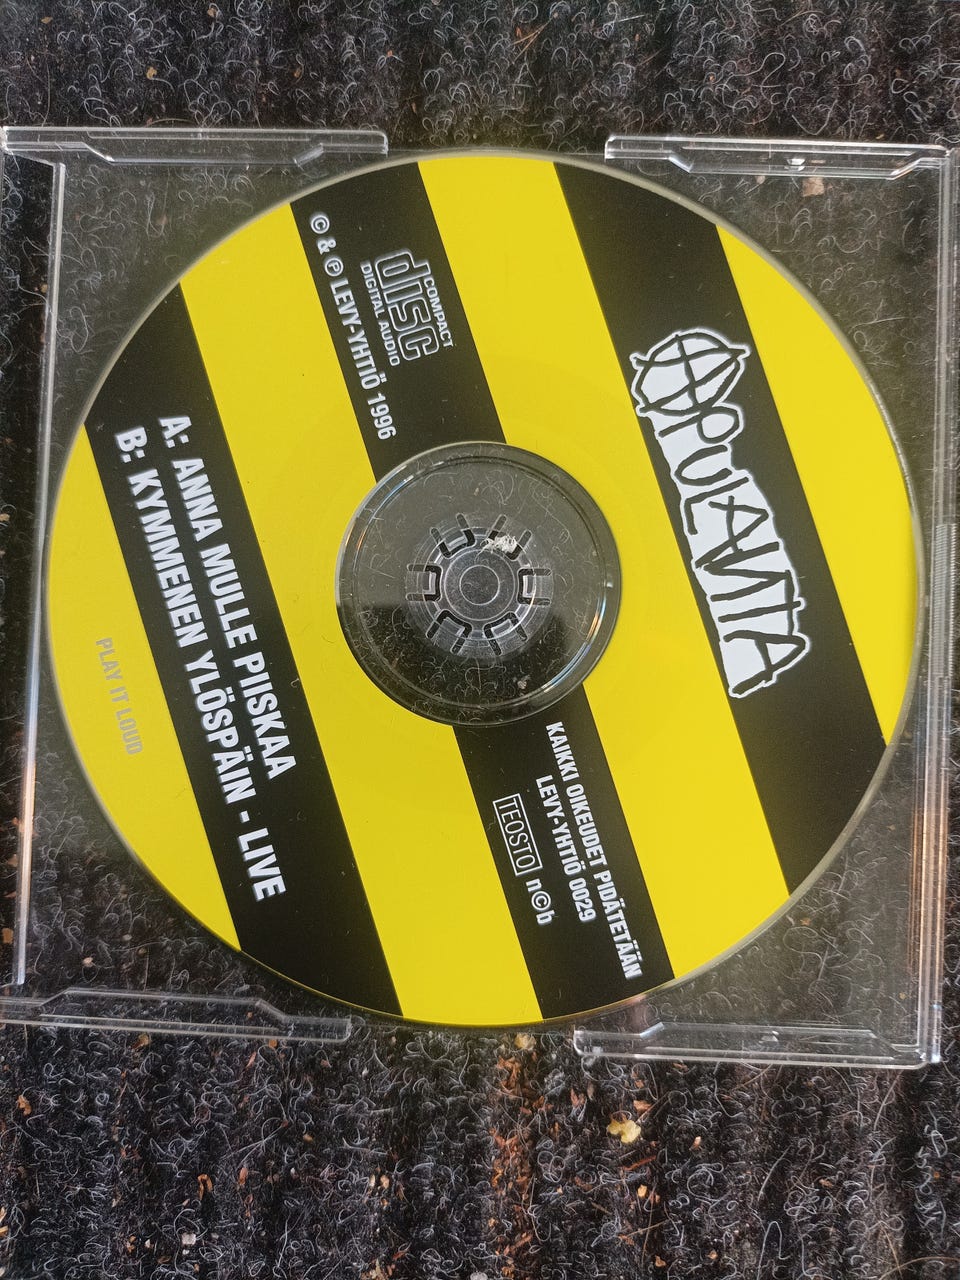 APULANTA
COMPACT
disc
DIGITAL AUDIO
© & ℗ LEVY-YHTIÖ 1996
KAIKKI OIKEUDET PIDÄTETÄÄN
LEVY-YHTIÖ 0029
TEOSTO n©b
A: ANNA MULLE PIISKAA
B: KYMMENEN YLÖSPÄIN - LIVE
PLAY IT LOUD